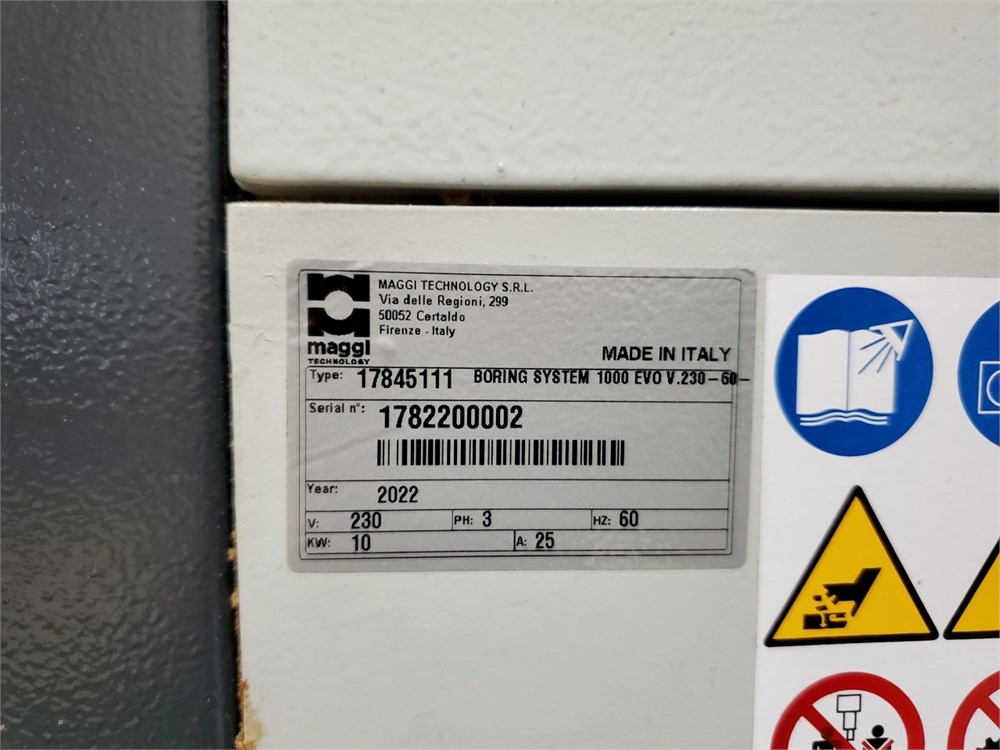 MAGGI TECHNOLOGY S.R.L.
Via delle Regioni, 299
50052 Certaldo
Firenze - Italy
maggi
TECHNOLOGY
MADE IN ITALY
Type: 17845111 BORING SYSTEM 1000 EVO V.230-60-
Serial n°: 1782200002
Year: 2022
V: 230 PH: 3 HZ: 60
KW: 10 A: 25